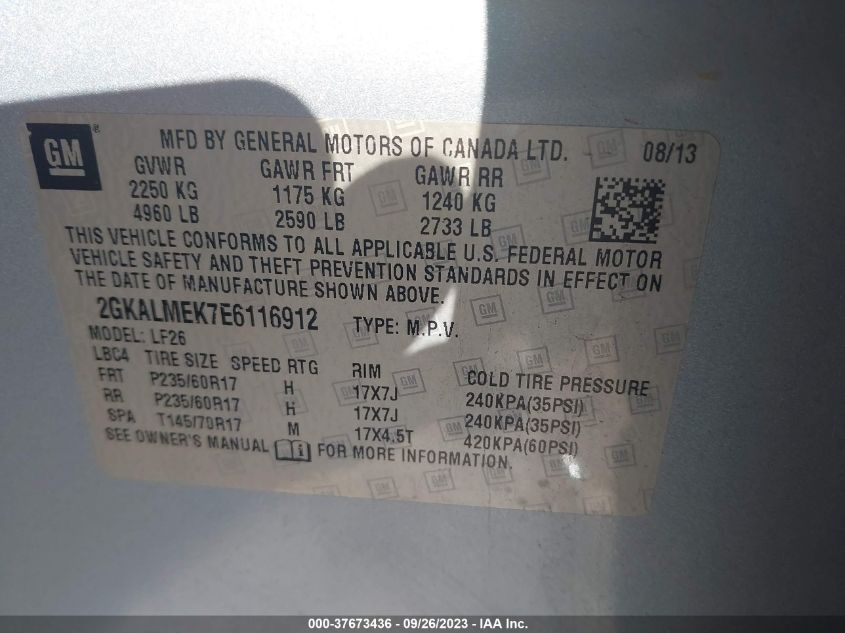 GM® MFD BY GENERAL MOTORS OF CANADA LTD. 08/13
GVWR GAWR FRT GAWR RR
2250 KG 1175 KG 1240 KG
4960 LB 2590 LB 2733 LB
THIS VEHICLE CONFORMS TO ALL APPLICABLE U.S. FEDERAL MOTOR
VEHICLE SAFETY AND THEFT PREVENTION STANDARDS IN EFFECT ON
THE DATE OF MANUFACTURE SHOWN ABOVE.
2GKALMEK7E6116912 TYPE: M.P.V.
MODEL: LF26
LBC4 TIRE SIZE SPEED RTG RIM COLD TIRE PRESSURE
FRT P235/60R17 H 17X7J 240KPA(35PSI)
RR P235/60R17 H 17X7J 240KPA(35PSI)
SPA T145/70R17 M 17X4.5T 420KPA(60PSI)
SEE OWNER'S MANUAL FOR MORE INFORMATION.
000-37673436 - 09/26/2023 - IAA Inc.